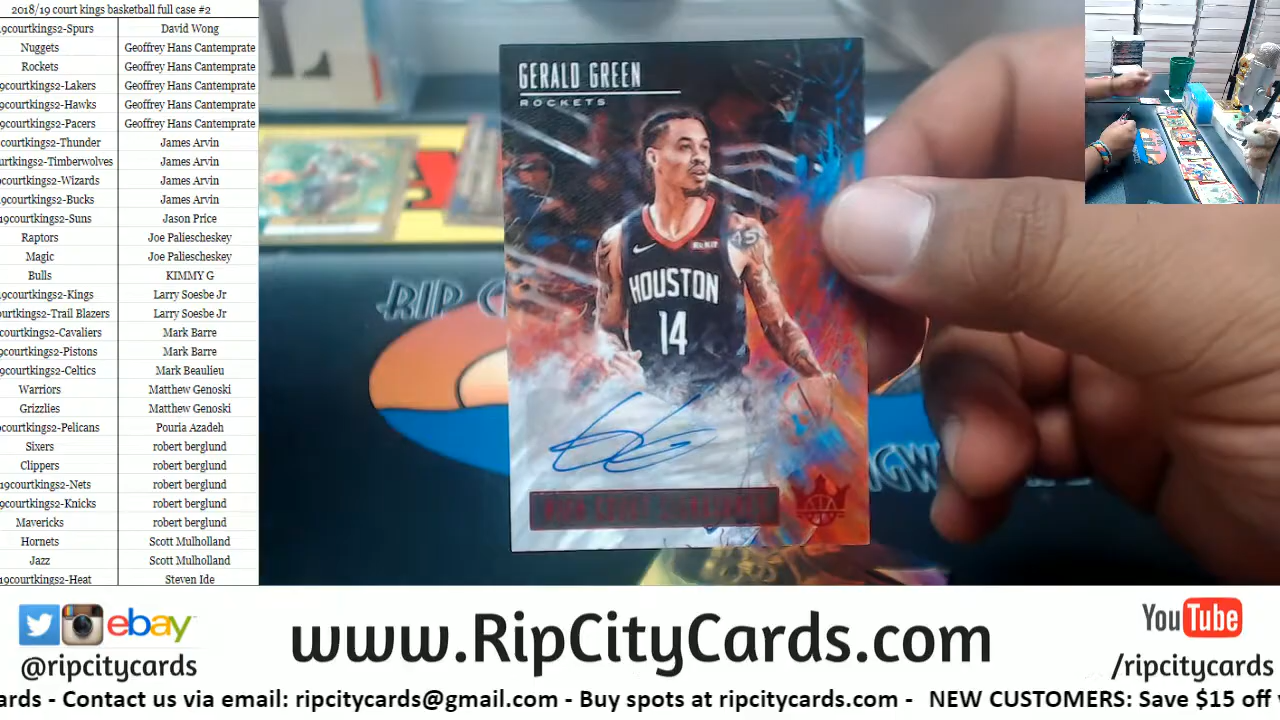 2018/19 court kings basketball full case #2
9courtkings2-Spurs David Wong
Nuggets Geoffrey Hans Cantemprate
Rockets Geoffrey Hans Cantemprate
9courtkings2-Lakers Geoffrey Hans Cantemprate
9courtkings2-Hawks Geoffrey Hans Cantemprate
9courtkings2-Pacers Geoffrey Hans Cantemprate
courtkings2-Thunder James Arvin
urtkings2-Timberwolves James Arvin
courtkings2-Wizards James Arvin
9courtkings2-Bucks James Arvin
19courtkings2-Suns Jason Price
Raptors Joe Paliescheskey
Magic Joe Paliescheskey
Bulls KIMMY G
19courtkings2-Kings Larry Soesbe Jr
urtkings2-Trail Blazers Larry Soesbe Jr
courtkings2-Cavaliers Mark Barre
9courtkings2-Pistons Mark Barre
9courtkings2-Celtics Mark Beaulieu
Warriors Matthew Genoski
Grizzlies Matthew Genoski
courtkings2-Pelicans Pouria Azadeh
Sixers robert berglund
Clippers robert berglund
19courtkings2-Nets robert berglund
9courtkings2-Knicks robert berglund
Mavericks robert berglund
Hornets Scott Mulholland
Jazz Scott Mulholland
19courtkings2-Heat Steven Ide
GERALD GREEN
ROCKETS
HOUSTON
14
RIP C
ebay
@ripcitycards
www.RipCityCards.com
YouTube
/ripcitycards
ards - Contact us via email: ripcitycards@gmail.com - Buy spots at ripcitycards.com - NEW CUSTOMERS: Save $15 off